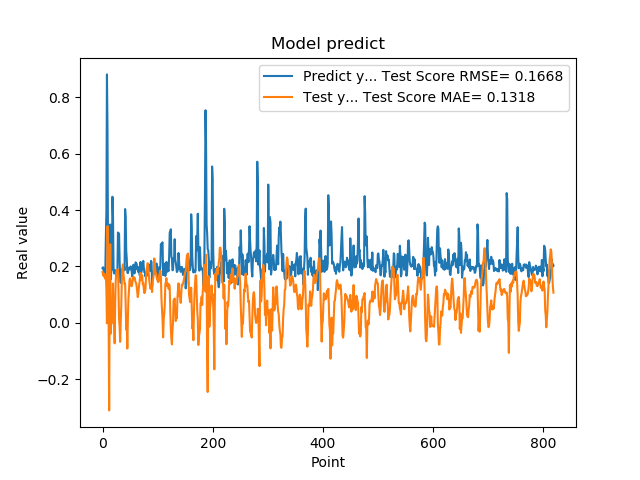 Model predict
Predict y... Test Score RMSE= 0.1668
Test y... Test Score MAE= 0.1318
Real value
0.8
0.6
0.4
0.2
0.0
−0.2
0
200
400
600
800
Point